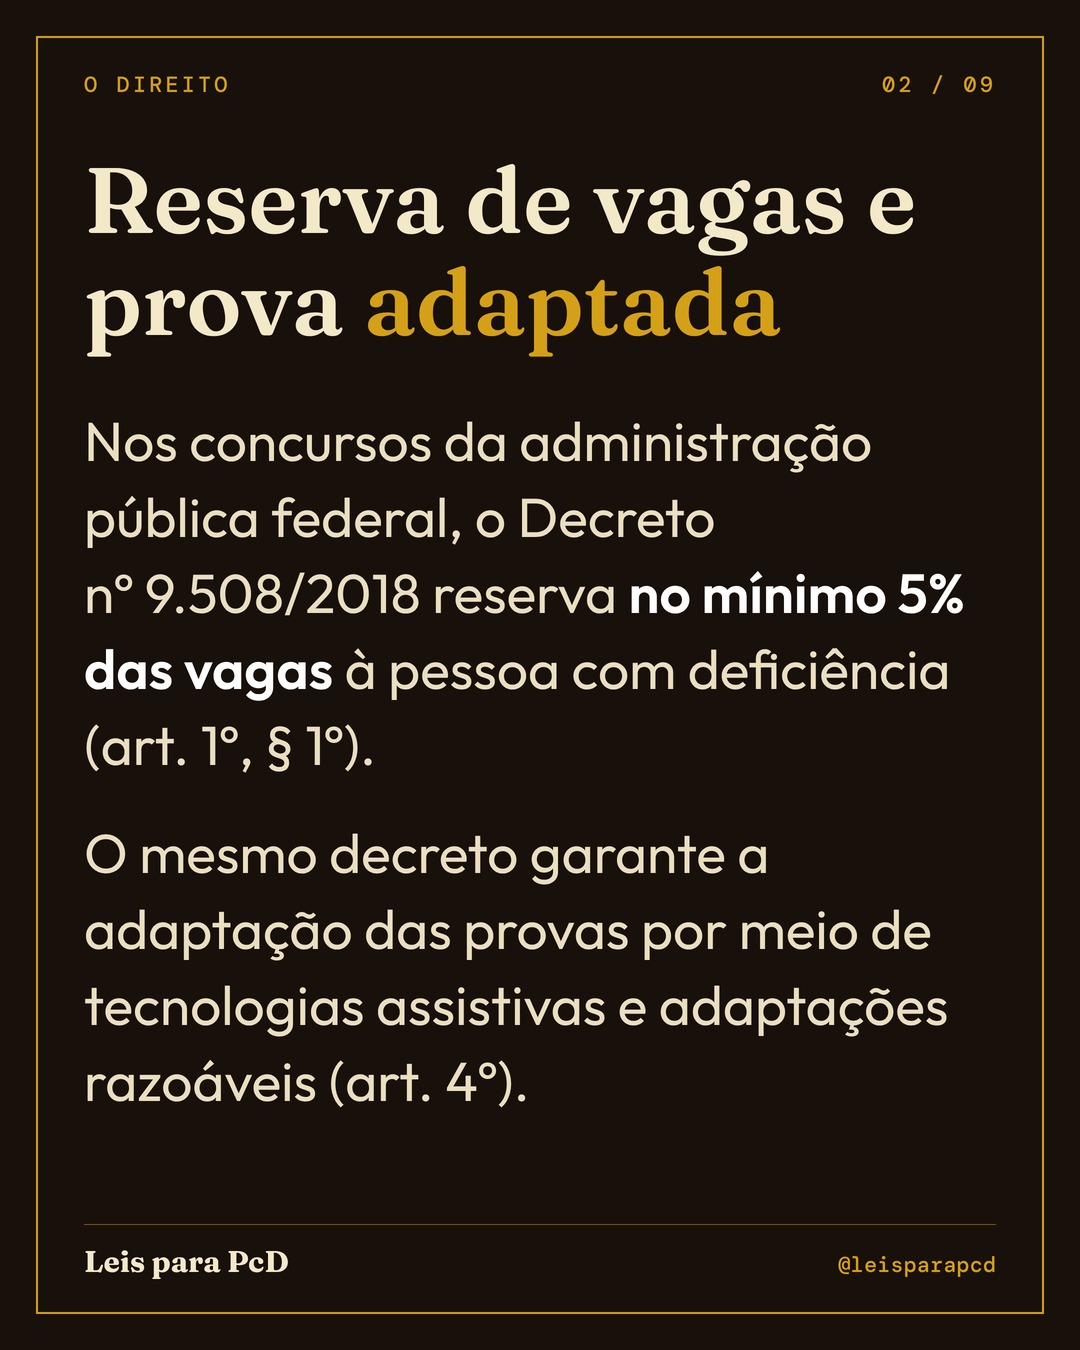 O DIREITO
02 / 09
Reserva de vagas e
prova adaptada
Nos concursos da administração
pública federal, o Decreto
nº 9.508/2018 reserva no mínimo 5%
das vagas à pessoa com deficiência
(art. 1º, § 1º).
O mesmo decreto garante a
adaptação das provas por meio de
tecnologias assistivas e adaptações
razoáveis (art. 4º).
Leis para PcD
@leisparapcd